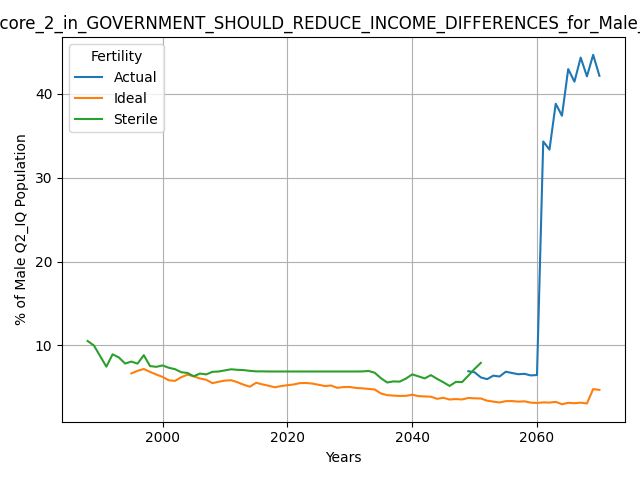 core_2_in_GOVERNMENT_SHOULD_REDUCE_INCOME_DIFFERENCES_for_Male_
Fertility
Actual
Ideal
Sterile
% of Male Q2_IQ Population
40
30
20
10
2000 2020 2040 2060
Years